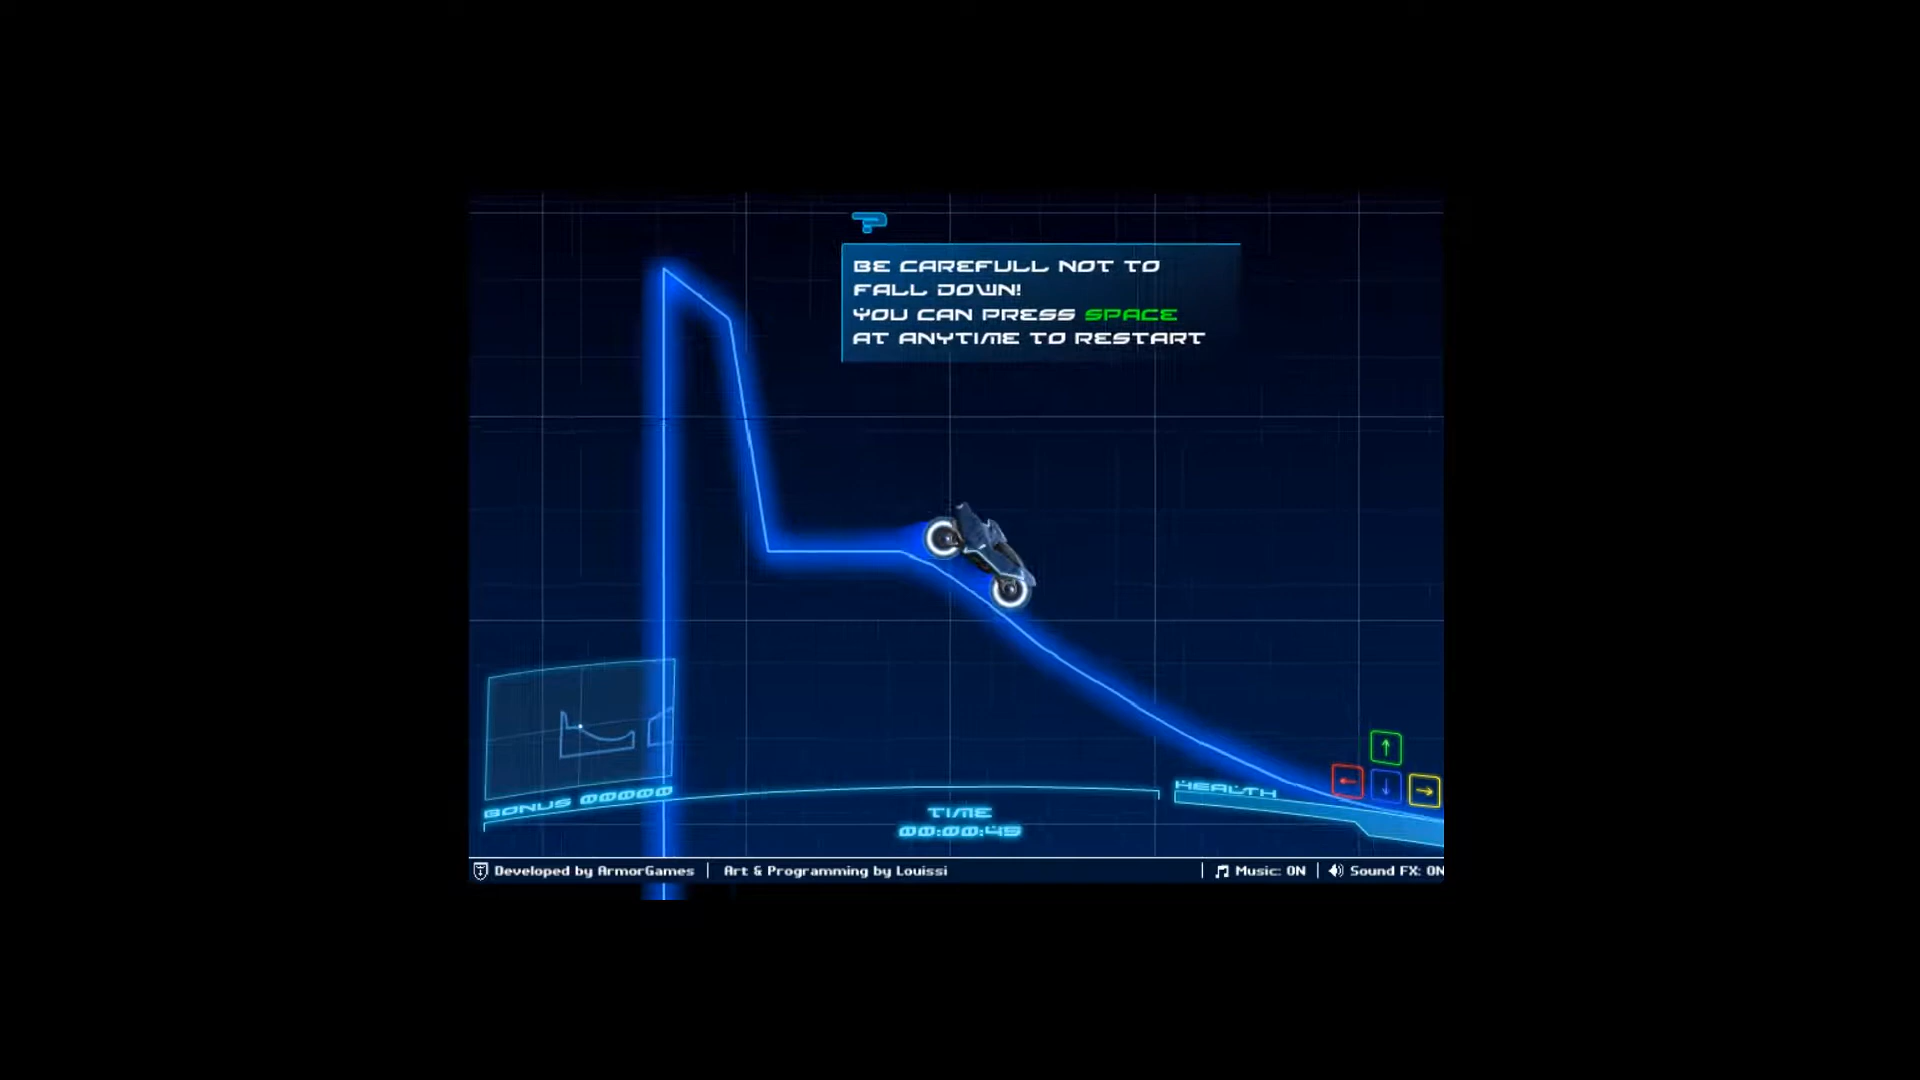 BE CAREFULL NOT TO
FALL DOWN!
YOU CAN PRESS SPACE
AT ANYTIME TO RESTART
BONUS 00000
TIME
00:00:45
HEALTH
Developed by ArmorGames
Art & Programming by Louissi
Music: ON
Sound FX: ON